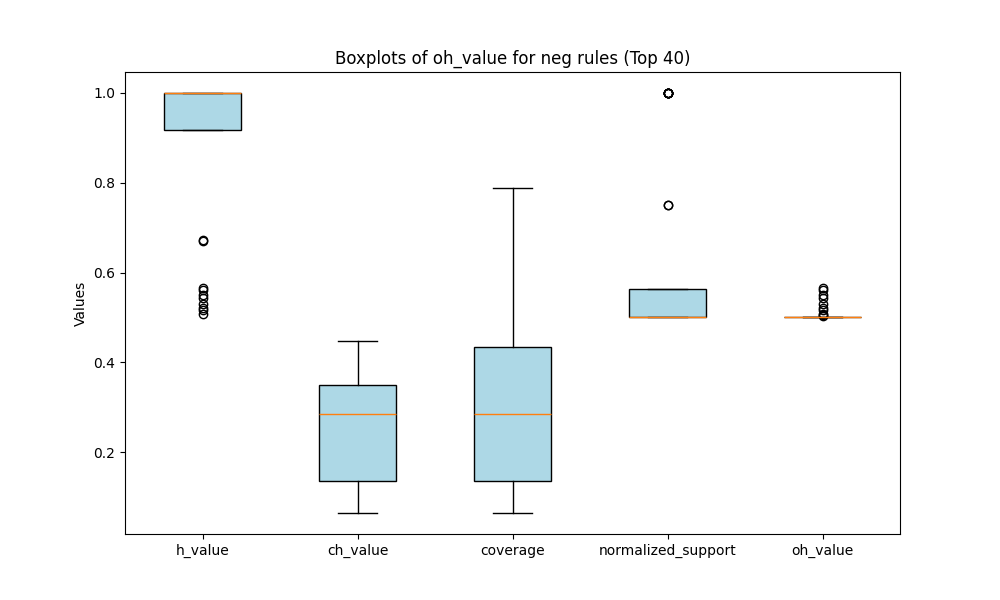 Boxplots of oh_value for neg rules (Top 40)
Values
1.0
0.8
0.6
0.4
0.2
h_value
ch_value
coverage
normalized_support
oh_value